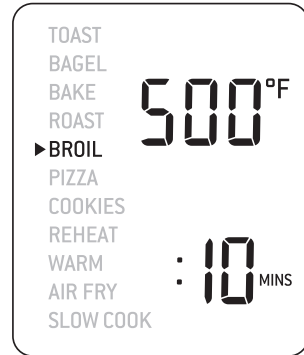 TOAST
BAGEL
BAKE
ROAST
▶BROIL
PIZZA
COOKIES
REHEAT
WARM
AIR FRY
SLOW COOK
500°F
:10 MINS